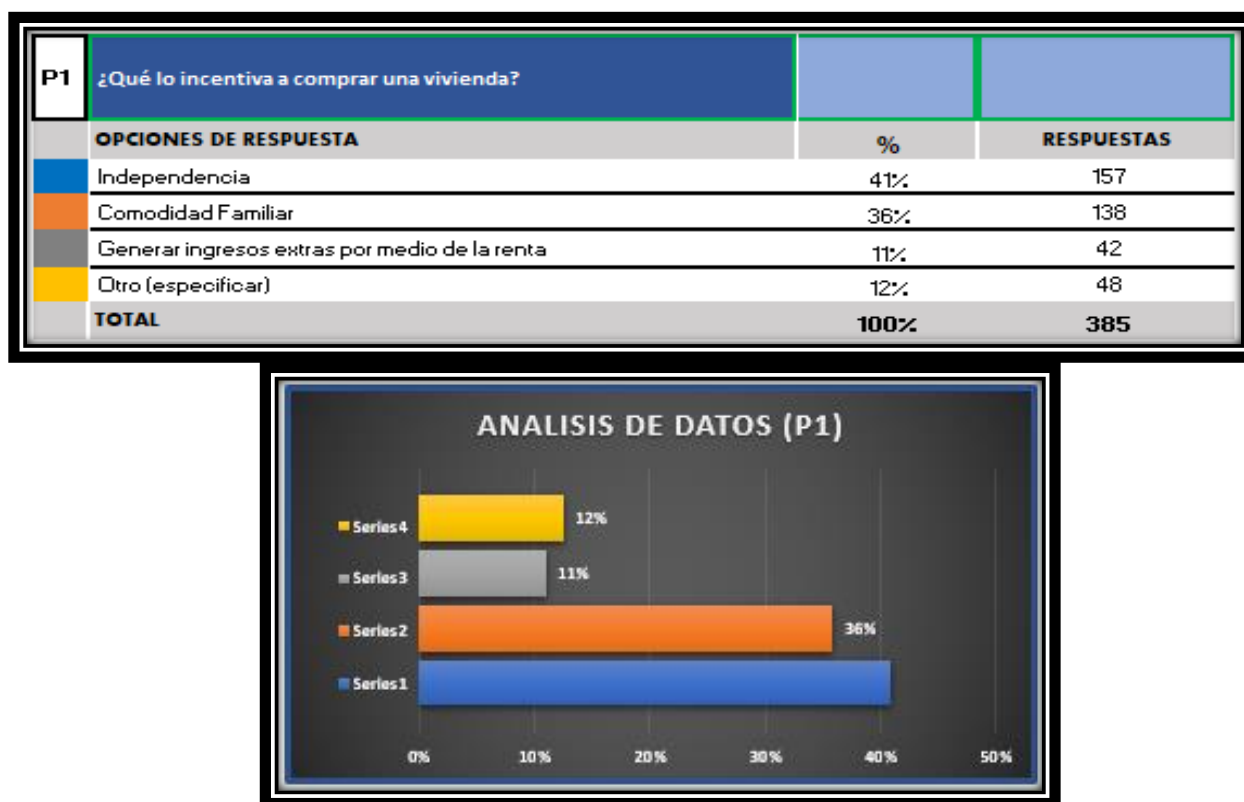 P1 ¿Qué lo incentiva a comprar una vivienda?
OPCIONES DE RESPUESTA % RESPUESTAS
Independencia 41% 157
Comodidad Familiar 36% 138
Generar ingresos extras por medio de la renta 11% 42
Otro (especificar) 12% 48
TOTAL 100% 385
ANALISIS DE DATOS (P1)
Series4 12%
Series3 11%
Series2 36%
Series1
0% 10% 20% 30% 40% 50%